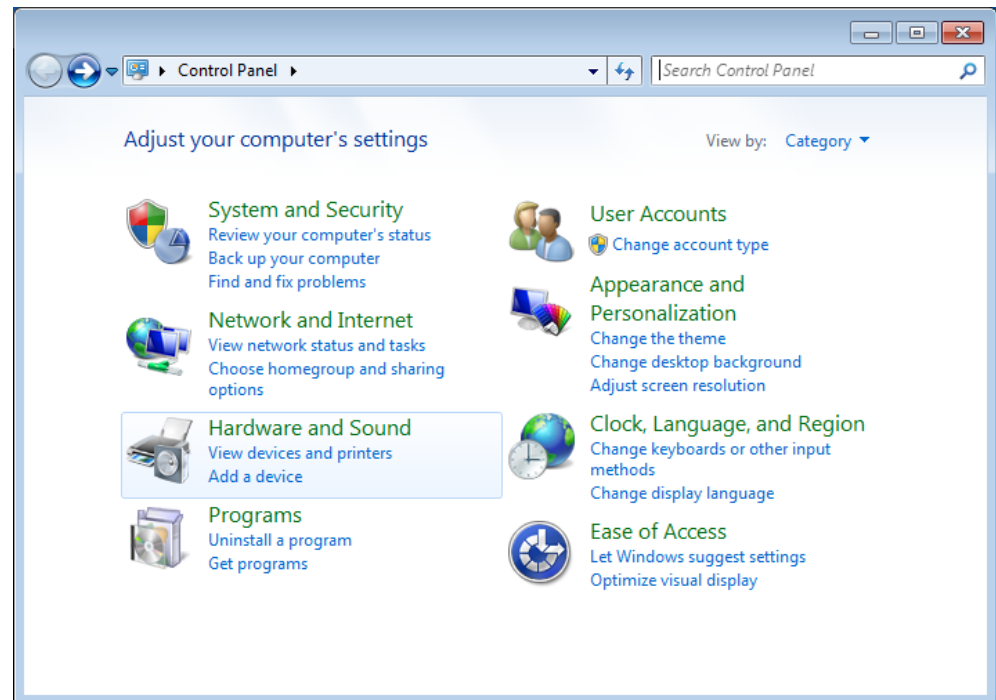 Control Panel
Search Control Panel
Adjust your computer's settings
View by: Category
System and Security
Review your computer's status
Back up your computer
Find and fix problems
Network and Internet
View network status and tasks
Choose homegroup and sharing
options
Hardware and Sound
View devices and printers
Add a device
Programs
Uninstall a program
Get programs
User Accounts
Change account type
Appearance and
Personalization
Change the theme
Change desktop background
Adjust screen resolution
Clock, Language, and Region
Change keyboards or other input
methods
Change display language
Ease of Access
Let Windows suggest settings
Optimize visual display